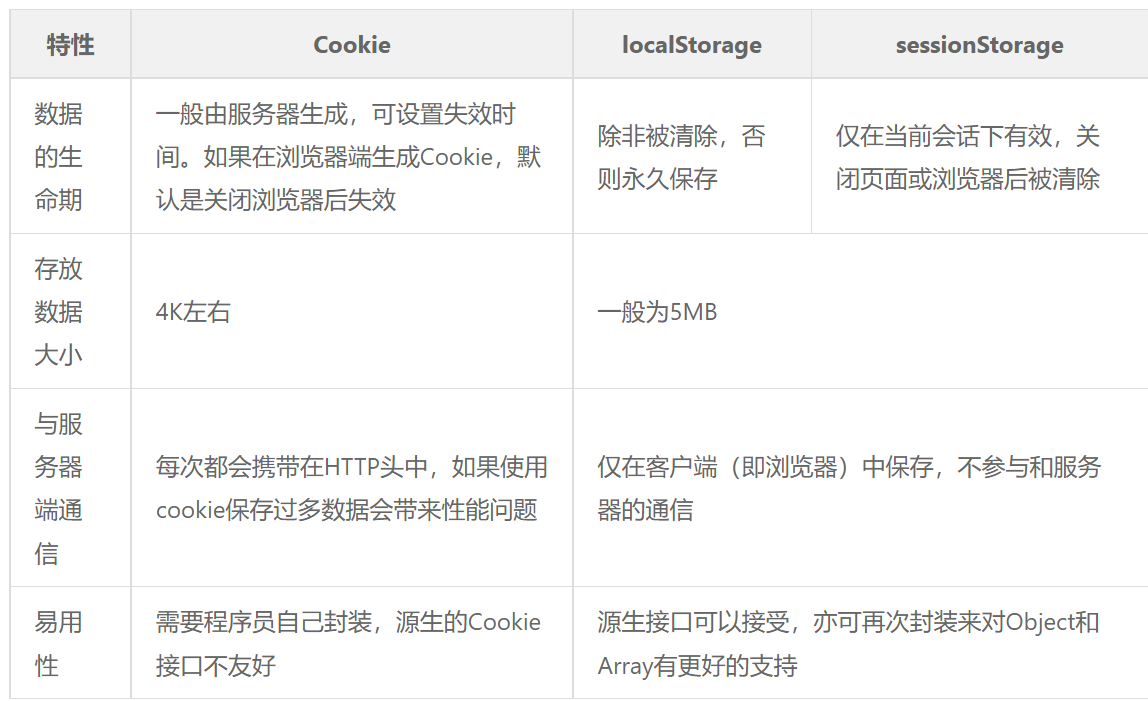 特性 Cookie localStorage sessionStorage
数据
的生
命期
一般由服务器生成，可设置失效时
间。如果在浏览器端生成Cookie，默
认是关闭浏览器后失效
除非被清除，否
则永久保存
仅在当前会话下有效，关
闭页面或浏览器后被清除
存放
数据
大小
4K左右
一般为5MB
与服
务器
端通
信
每次都会携带在HTTP头中，如果使用
cookie保存过多数据会带来性能问题
仅在客户端（即浏览器）中保存，不参与和服务
器的通信
易用
性
需要程序员自己封装，源生的Cookie
接口不友好
源生接口可以接受，亦可再次封装来对Object和
Array有更好的支持